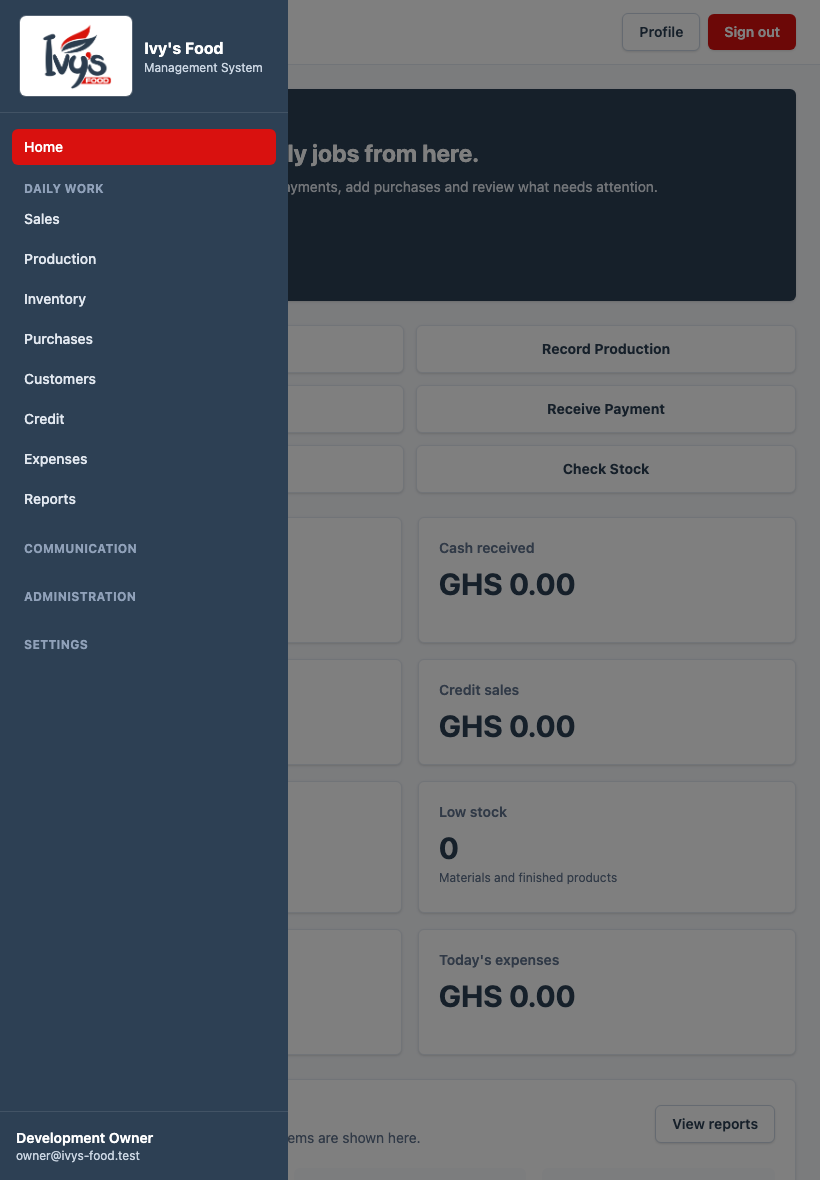 Ivy's
FOOD
Ivy's Food
Management System
Profile
Sign out
Home
DAILY WORK
Sales
Production
Inventory
Purchases
Customers
Credit
Expenses
Reports
COMMUNICATION
ADMINISTRATION
SETTINGS
Development Owner
owner@ivys-food.test
ly jobs from here.
ayments, add purchases and review what needs attention.
Record Production
Receive Payment
Check Stock
Cash received
GHS 0.00
Credit sales
GHS 0.00
Low stock
0
Materials and finished products
Today's expenses
GHS 0.00
ems are shown here.
View reports